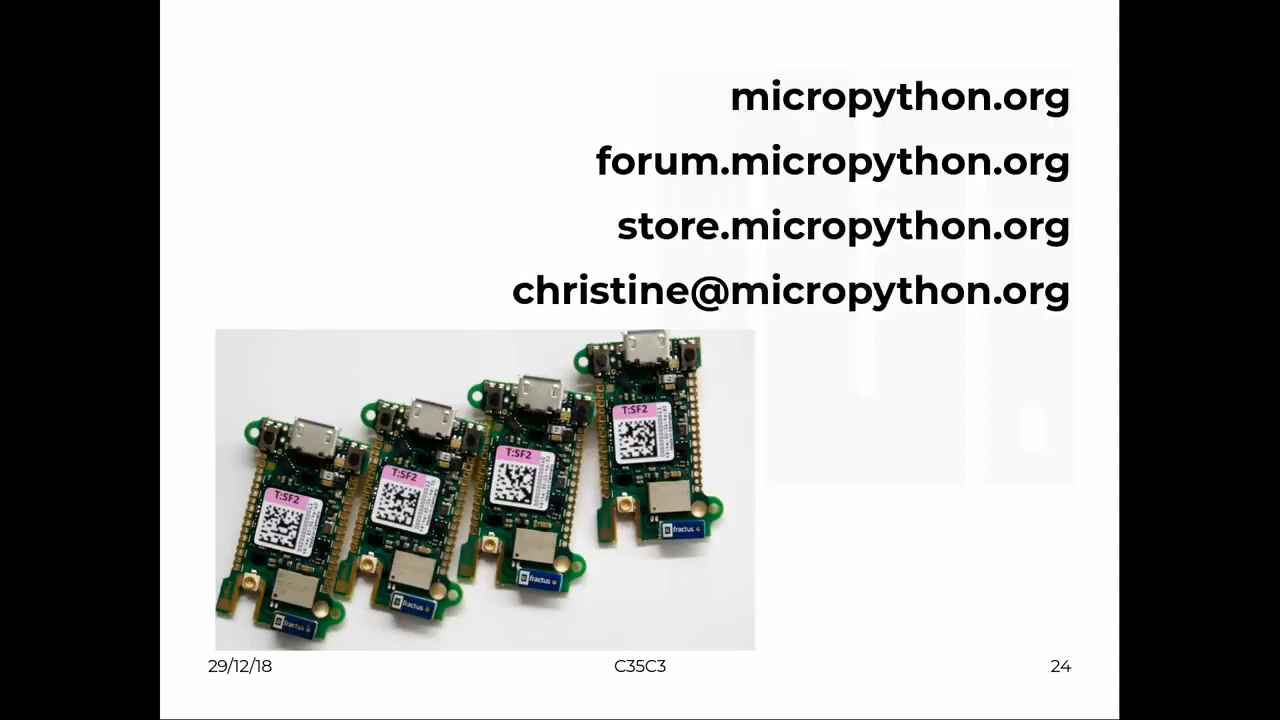 micropython.org
forum.micropython.org
store.micropython.org
christine@micropython.org
T:SF2
T:SF2
T:SF2
T:SF2
fractus
fractus
fractus
fractus
29/12/18
C35C3
24